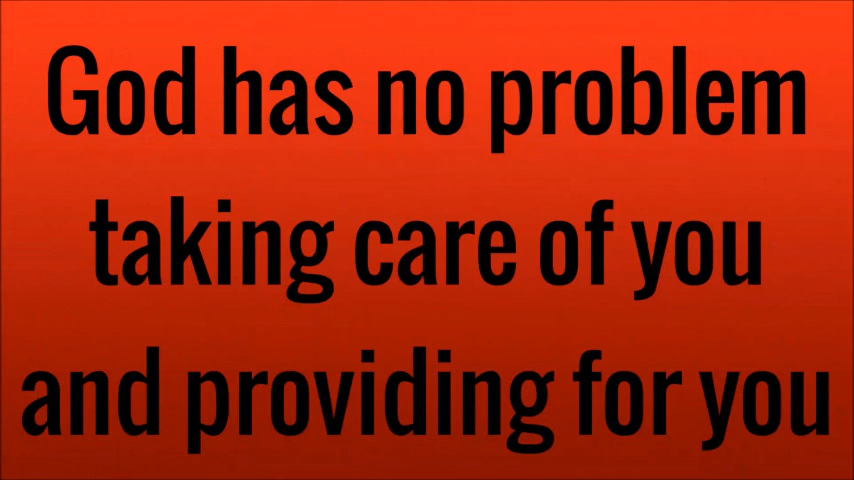 God has no problem
taking care of you
and providing for you